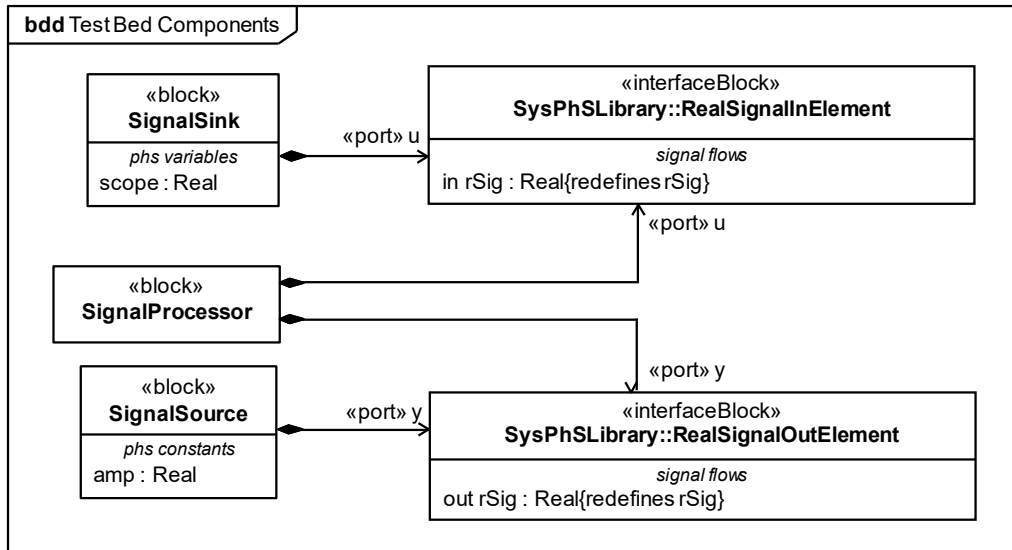 bdd Test Bed Components
«block»
SignalSink
phs variables
scope : Real
«port» u
«interfaceBlock»
SysPhSLibrary::RealSignalInElement
signal flows
in rSig : Real{redefines rSig}
«port» u
«block»
SignalProcessor
«port» y
«block»
SignalSource
phs constants
amp : Real
«port» y
«interfaceBlock»
SysPhSLibrary::RealSignalOutElement
signal flows
out rSig : Real{redefines rSig}